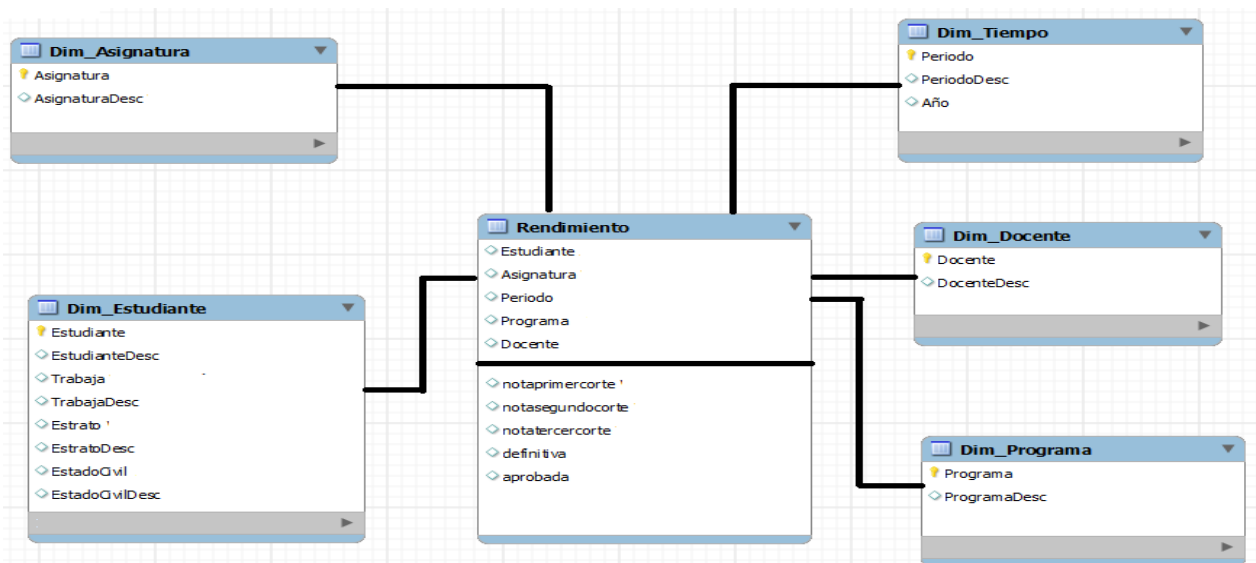 Dim_Asignatura
Asignatura
AsignaturaDesc
Dim_Tiempo
Periodo
PeriodoDesc
Año
Rendimiento
Estudiante
Asignatura
Periodo
Programa
Docente
notaprimercorte
notasegundocorte
notatercercorte
definitiva
aprobada
Dim_Docente
Docente
DocenteDesc
Dim_Estudiante
Estudiante
EstudianteDesc
Trabaja
TrabajaDesc
Estrato
EstratoDesc
EstadoCivil
EstadoCivilDesc
Dim_Programa
Programa
ProgramaDesc